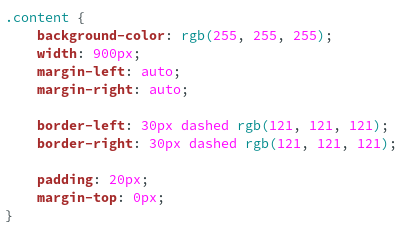 .content {
    background-color: rgb(255, 255, 255);
    width: 900px;
    margin-left: auto;
    margin-right: auto;

    border-left: 30px dashed rgb(121, 121, 121);
    border-right: 30px dashed rgb(121, 121, 121);

    padding: 20px;
    margin-top: 0px;
}